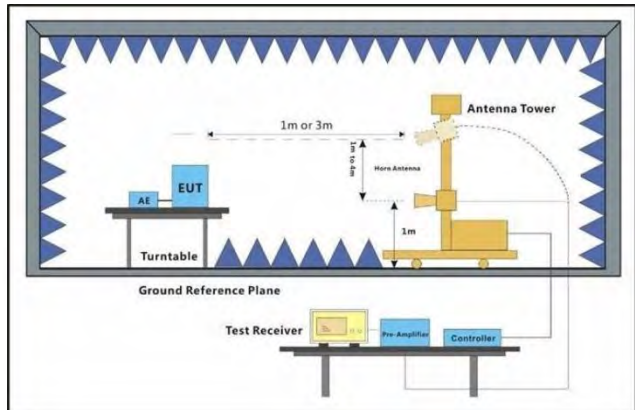 1m or 3m
Antenna Tower
1m to 4m
Horn Antenna
EUT
AE
1m
Turntable
Ground Reference Plane
Test Receiver
Pre-Amplifier
Controller